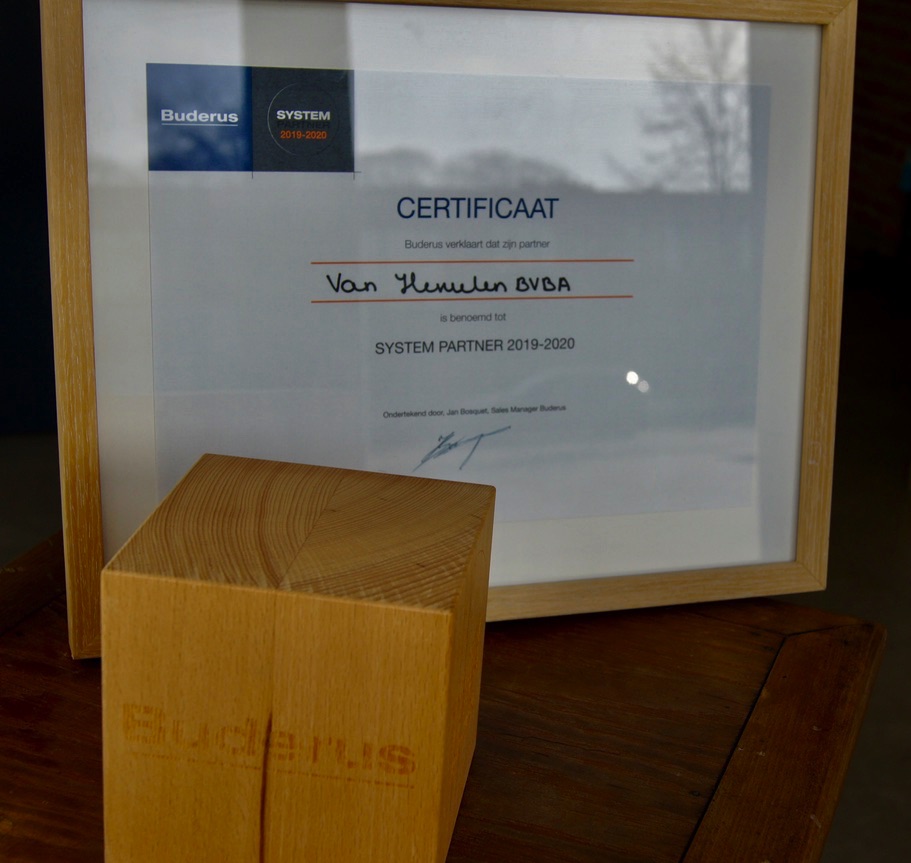 Buderus
SYSTEM
2019-2020
CERTIFICAAT
Buderus verklaart dat zijn partner
Van Hemelen BVBA
is benoemd tot
SYSTEM PARTNER 2019-2020
Ondertekend door, Jan Bosquet, Sales Manager Buderus
Buderus